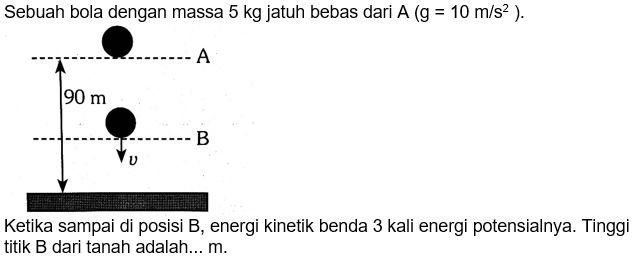 Sebuah bola dengan massa 5 kg jatuh bebas dari A (g = 10 m/s² ).
A
90 m
B
v
Ketika sampai di posisi B, energi kinetik benda 3 kali energi potensialnya. Tinggi
titik B dari tanah adalah... m.